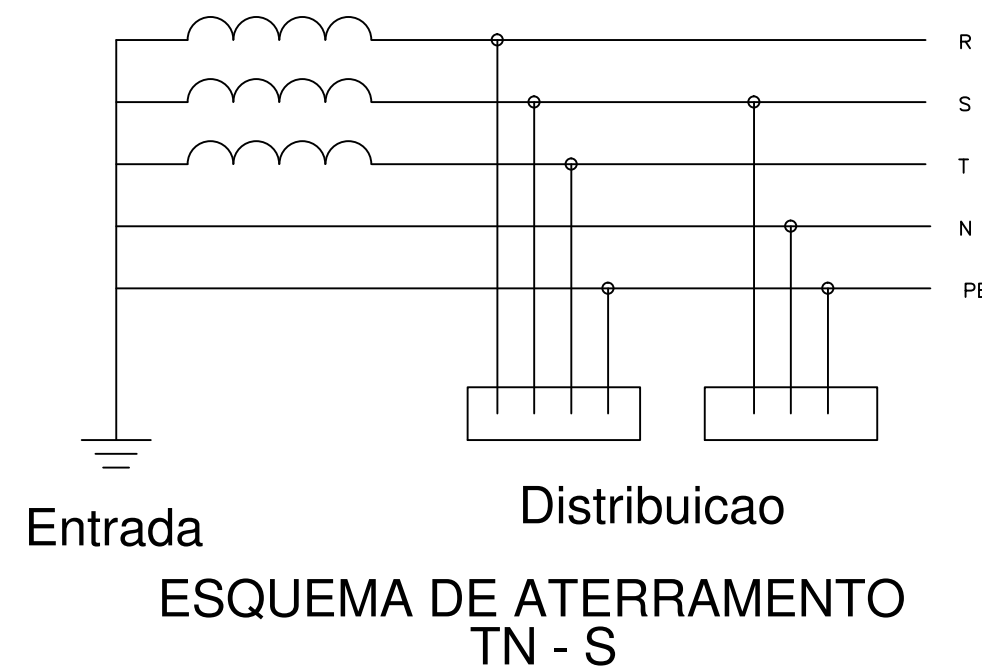 R
S
T
N
PE
Entrada
Distribuicao
ESQUEMA DE ATERRAMENTO
TN - S